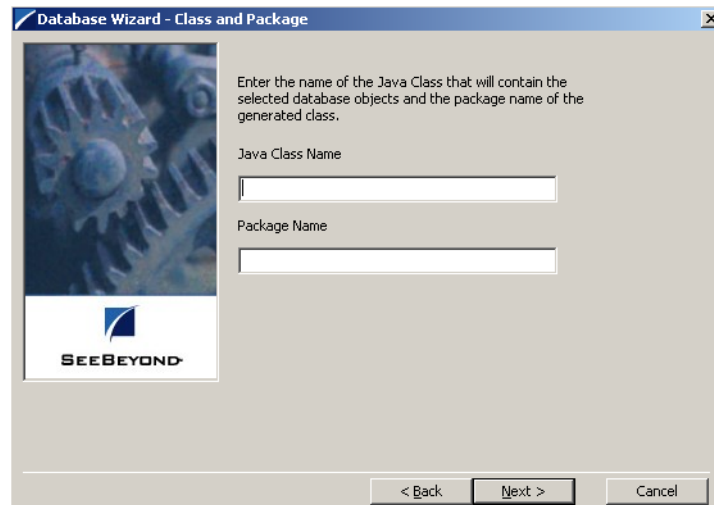 Database Wizard - Class and Package
Enter the name of the Java Class that will contain the
selected database objects and the package name of the
generated class.
Java Class Name
Package Name
SEEBEYOND
< Back
Next >
Cancel